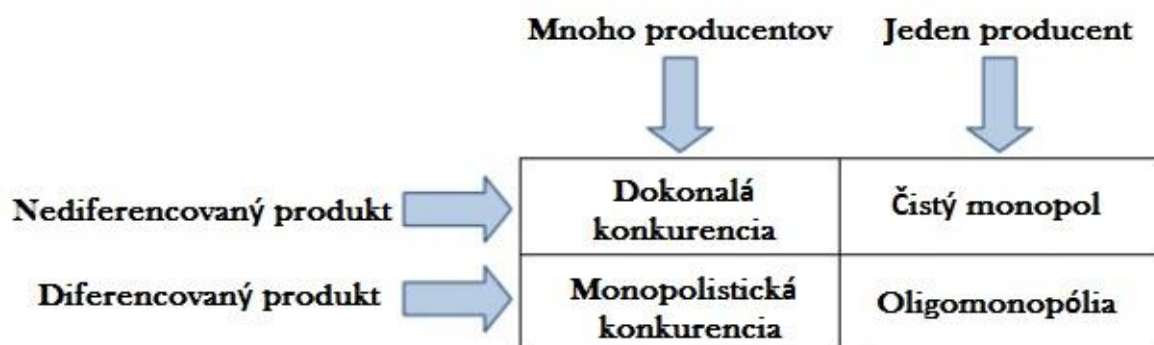 Mnoho producentov
Jeden producent
Nediferencovaný produkt
Dokonalá
konkurencia
Čistý monopol
Diferencovaný produkt
Monopolistická
konkurencia
Oligomonopólia